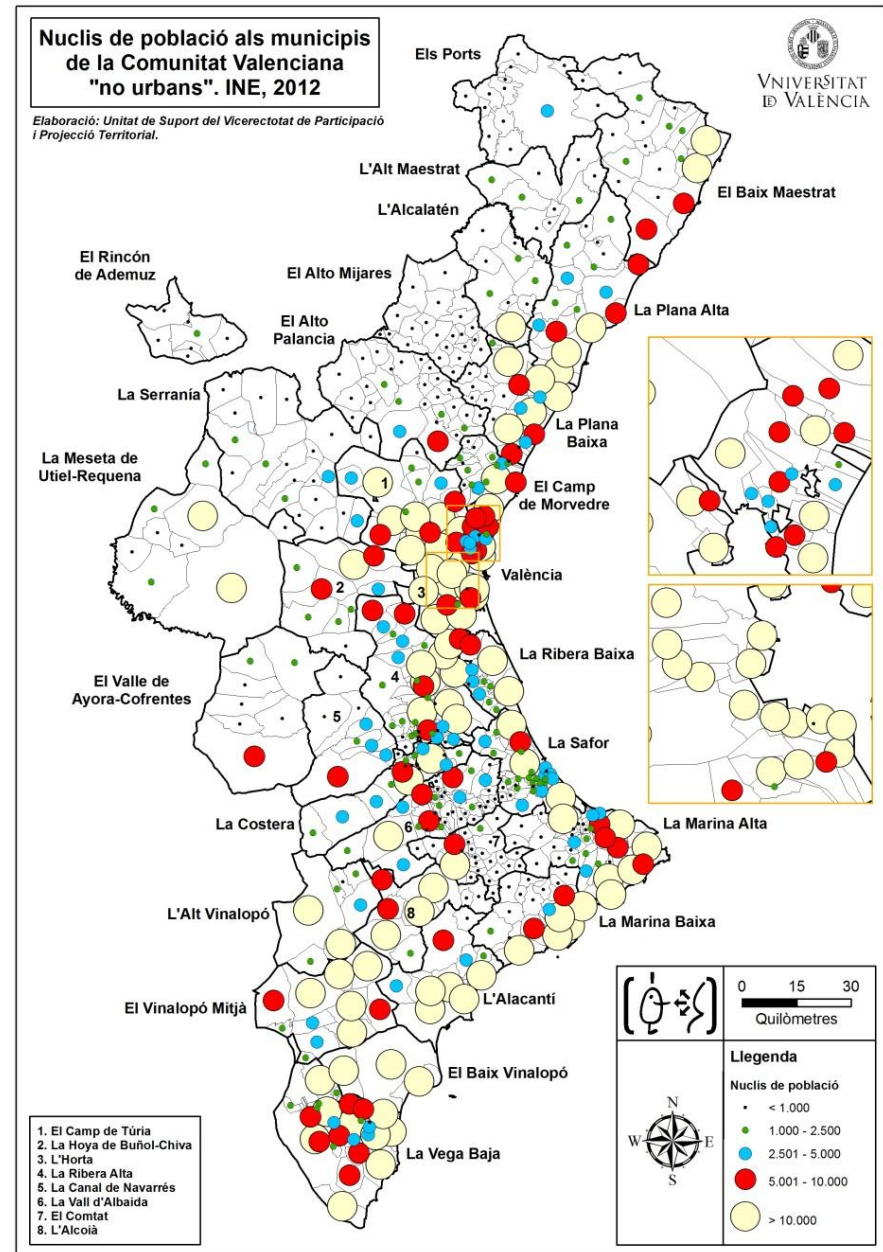 Nuclis de població als municipis
de la Comunitat Valenciana
"no urbans". INE, 2012
Elaboració: Unitat de Suport del Vicerectotat de Participació
i Projecció Territorial.
VNIVERSITAT
ID VALÈNCIA
Els Ports
L'Alt Maestrat
El Baix Maestrat
L'Alcalatén
El Rincón
de Ademuz
El Alto Mijares
La Plana Alta
El Alto
Palancia
La Serranía
La Plana
Baixa
La Meseta de
Utiel-Requena
1
El Camp
de Morvedre
2
València
3
La Ribera Baixa
El Valle de
Ayora-Cofrentes
4
5
La Safor
La Costera
6
7
La Marina Alta
L'Alt Vinalopó
8
La Marina Baixa
El Vinalopó Mitjà
L'Alacantí
El Baix Vinalopó
La Vega Baja
0 15 30
Quilòmetres
N
W E
S
Llegenda
Nuclis de població
< 1.000
1.000 - 2.500
2.501 - 5.000
5.001 - 10.000
> 10.000
1. El Camp de Túria
2. La Hoya de Buñol-Chiva
3. L'Horta
4. La Ribera Alta
5. La Canal de Navarrés
6. La Vall d'Albaida
7. El Comtat
8. L'Alcoià